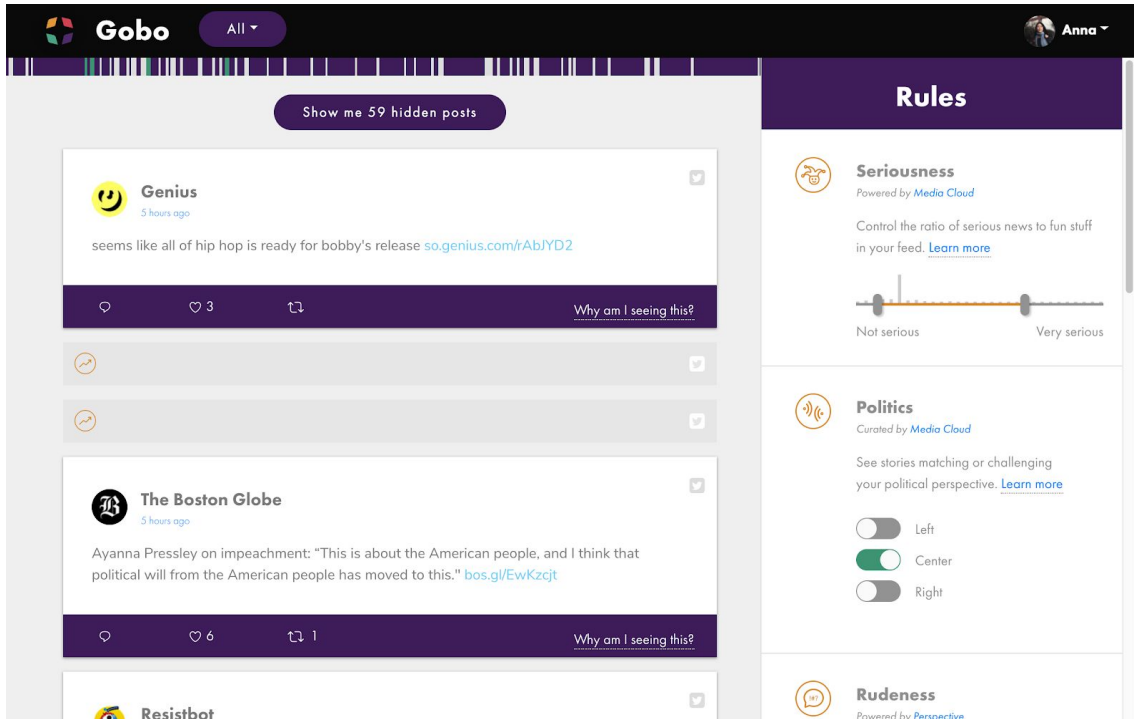 Gobo
All
Anna
Show me 59 hidden posts
Genius
5 hours ago
seems like all of hip hop is ready for bobby's release so.genius.com/rAbJYD2
3
Why am I seeing this?
The Boston Globe
5 hours ago
Ayanna Pressley on impeachment: “This is about the American people, and I think that
political will from the American people has moved to this." bos.gl/EwKzcjt
6
1
Why am I seeing this?
Resistbot
Rules
Seriousness
Powered by Media Cloud
Control the ratio of serious news to fun stuff
in your feed. Learn more
Not serious
Very serious
Politics
Curated by Media Cloud
See stories matching or challenging
your political perspective. Learn more
Left
Center
Right
Rudeness
Powered by Perspective